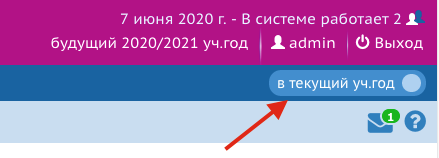 7 июня 2020 г. - В системе работает 2
будущий 2020/2021 уч.год admin Выход
в текущий уч.год
1
?